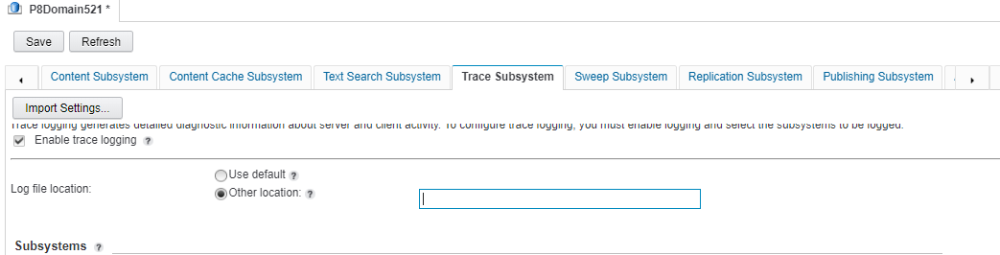 P8Domain521 *
Save Refresh
Content Subsystem Content Cache Subsystem Text Search Subsystem Trace Subsystem Sweep Subsystem Replication Subsystem Publishing Subsystem
Import Settings...
Trace logging generates detailed diagnostic information about server and client activity. To configure trace logging, you must enable logging and select the subsystems to be logged.
Enable trace logging ?
Use default ?
Log file location:
Other location: ?
Subsystems ?